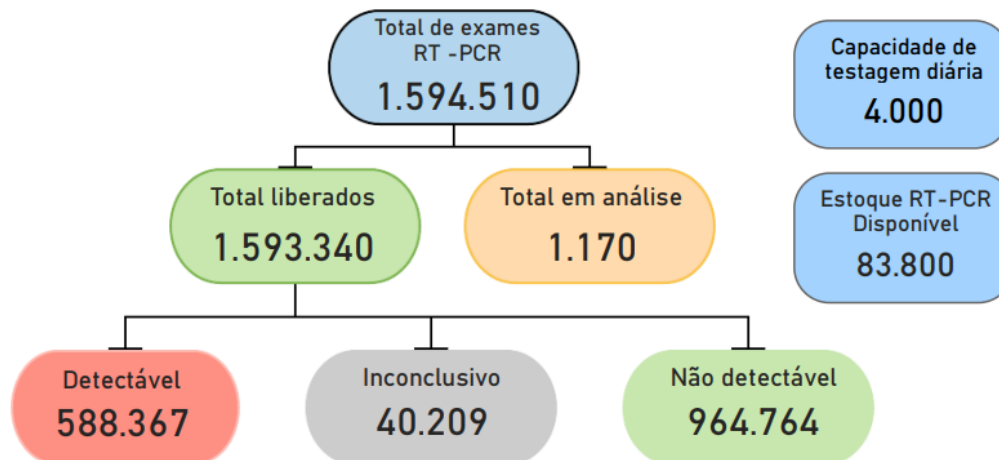 Total de exames
RT -PCR
1.594.510
Capacidade de
testagem diária
4.000
Total liberados
1.593.340
Total em análise
1.170
Estoque RT-PCR
Disponível
83.800
Detectável
588.367
Inconclusivo
40.209
Não detectável
964.764